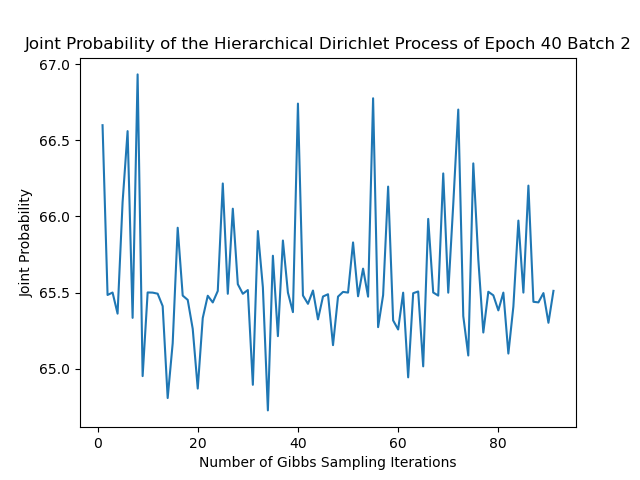 Joint Probability of the Hierarchical Dirichlet Process of Epoch 40 Batch 2
67.0
66.5
66.0
65.5
65.0
Joint Probability
0 20 40 60 80
Number of Gibbs Sampling Iterations